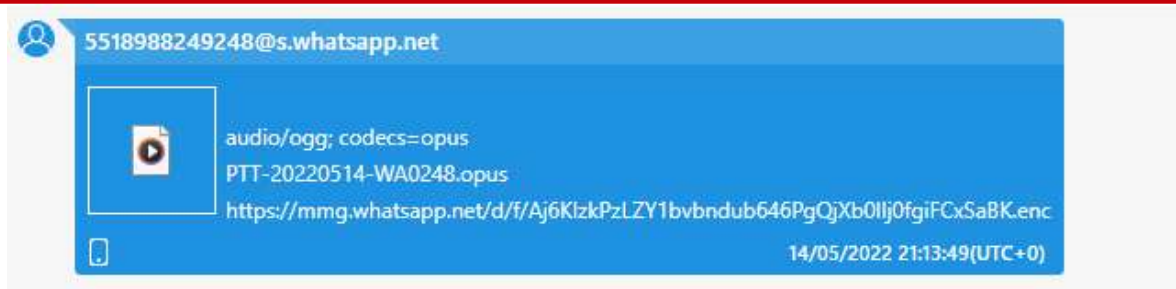 5518988249248@s.whatsapp.net
audio/ogg; codecs=opus
PTT-20220514-WA0248.opus
https://mmg.whatsapp.net/d/f/Aj6KlzkPzLZY1bvbndub646PgQjXb0Ilj0fgiFCxSaBK.enc
14/05/2022 21:13:49(UTC+0)